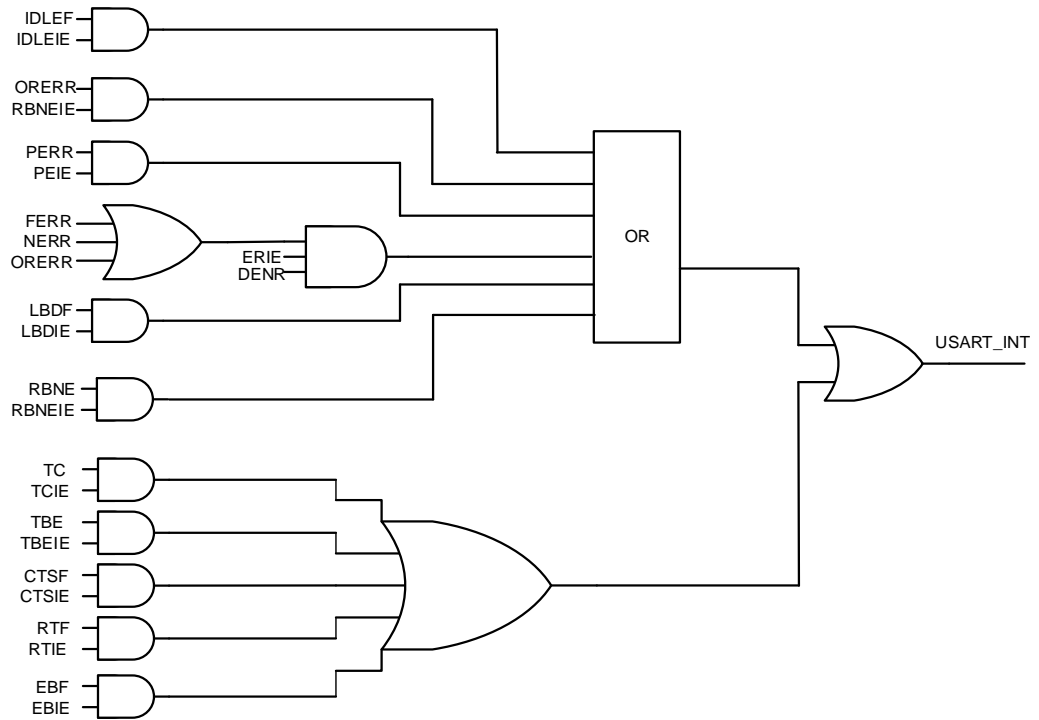 IDLEF
IDLEIE
ORERR
RBNEIE
PERR
PEIE
FERR
NERR
ORERR
ERIE
DENR
OR
LBDF
LBDIE
USART_INT
RBNE
RBNEIE
TC
TCIE
TBE
TBEIE
CTSF
CTSIE
RTF
RTIE
EBF
EBIE